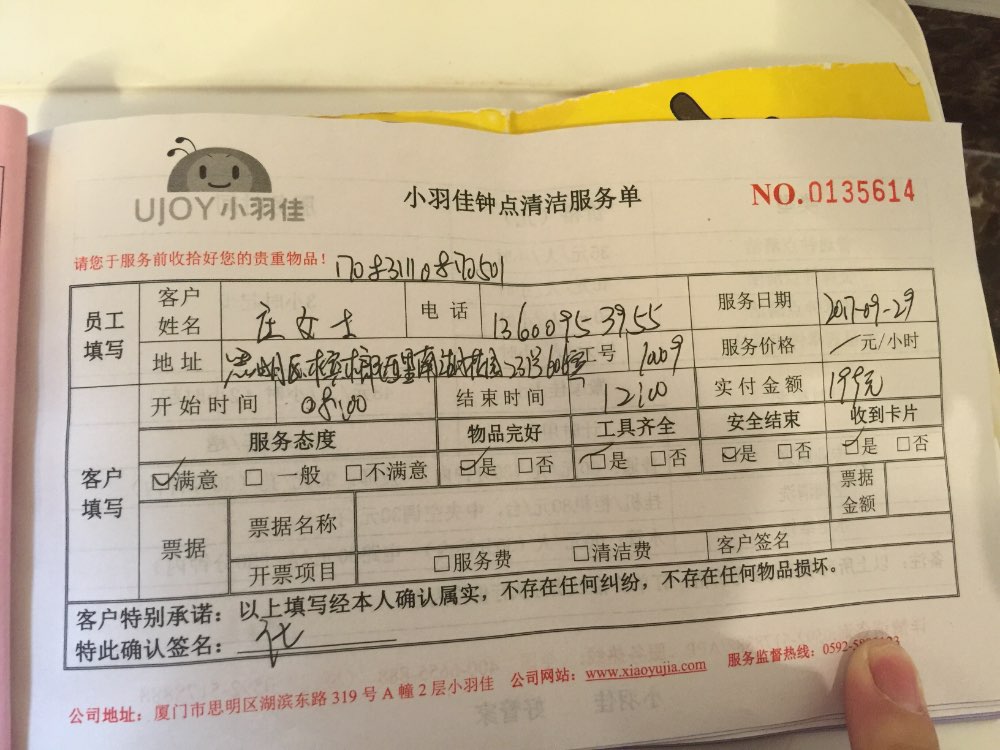 UJOY小羽佳
小羽佳钟点清洁服务单
NO.0135614
请您于服务前收拾好您的贵重物品!
员工填写 客户姓名 庄女士 电话 13600953955 服务日期 2017-09-29
地址 思明区 23号606室 工号 1009 服务价格 元/小时
开始时间 08:00 结束时间 12:00 实付金额 199元
客户填写 服务态度 物品完好 工具齐全 安全结束 收到卡片
☑满意 □一般 □不满意 ☑是 □否 ☑是 □否 ☑是 □否 ☑是 □否
票据 票据名称 票据金额
开票项目 □服务费 □清洁费 客户签名
客户特别承诺:以上填写经本人确认属实,不存在任何纠纷,不存在任何物品损坏。
特此确认签名:
公司地址:厦门市思明区湖滨东路 319 号 A 幢 2 层小羽佳 公司网站:www.xiaoyujia.com 服务监督热线:0592-5